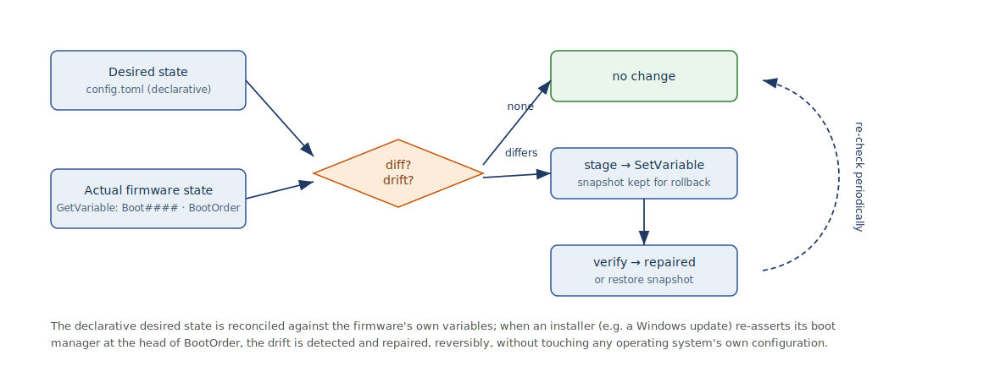 Desired state
config.toml (declarative)
Actual firmware state
GetVariable: Boot#### · BootOrder
diff?
drift?
none
differs
no change
stage → SetVariable
snapshot kept for rollback
verify → repaired
or restore snapshot
re-check periodically
The declarative desired state is reconciled against the firmware's own variables; when an installer (e.g. a Windows update) re-asserts its boot
manager at the head of BootOrder, the drift is detected and repaired, reversibly, without touching any operating system's own configuration.